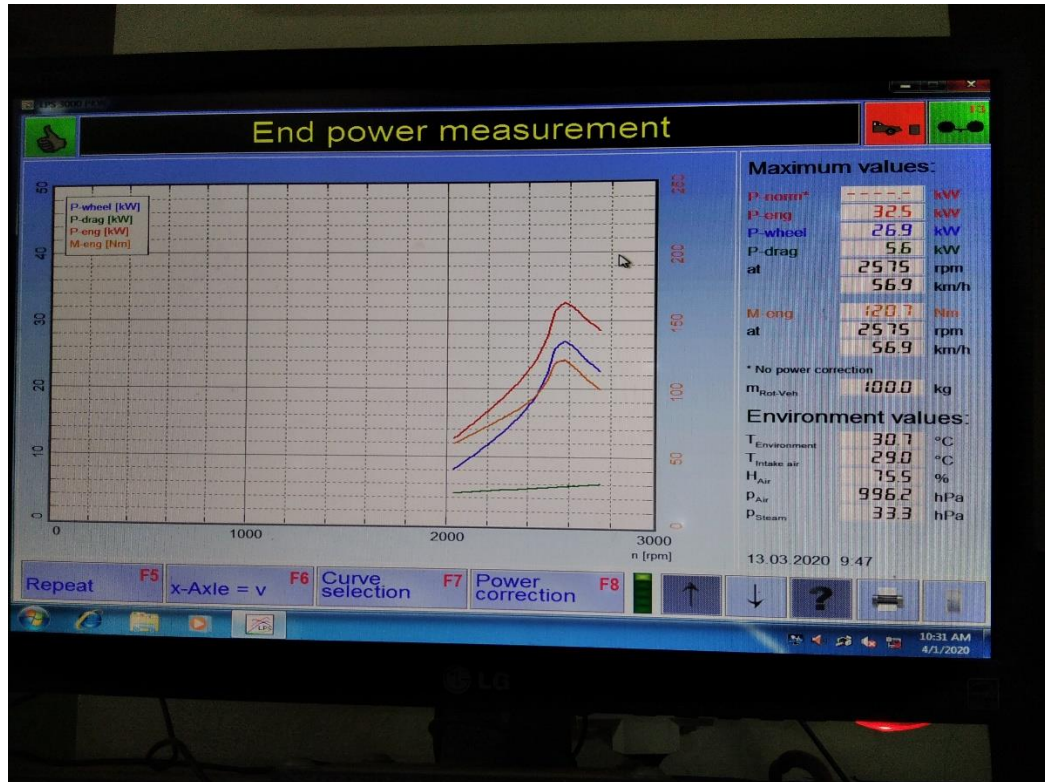 LPS 3000 PKW
End power measurement
F3
P-wheel [kW]
P-drag [kW]
P-eng [kW]
M-eng [Nm]
50
40
30
20
10
0
250
200
150
100
50
0
0 1000 2000 3000
n [rpm]
Maximum values:
P-norm* -----.- kW
P-eng 32.5 kW
P-wheel 26.9 kW
P-drag 5.6 kW
at 2575 rpm
56.9 km/h
M-eng 120.7 Nm
at 2575 rpm
56.9 km/h
* No power correction
mRot-Veh 100.0 kg
Environment values:
TEnvironment 30.7 °C
TIntake air 29.0 °C
HAir 75.5 %
pAir 996.2 hPa
pSteam 33.3 hPa
13.03.2020 9:47
Repeat F5
x-Axle = v F6
Curve selection F7
Power correction F8
?
10:31 AM
4/1/2020
LG